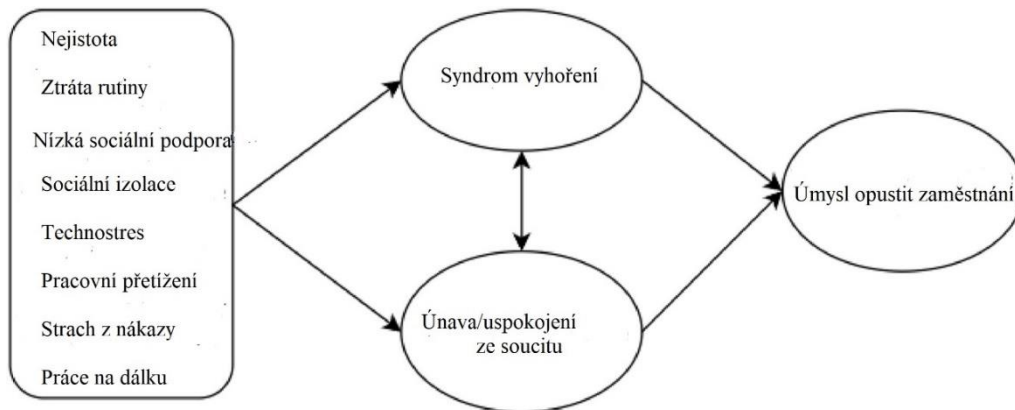 Nejistota
Ztráta rutiny
Nízká sociální podpora
Sociální izolace
Technostres
Pracovní přetížení
Strach z nákazy
Práce na dálku
Syndrom vyhoření
Únava/uspokojení
ze soucitu
Úmysl opustit zaměstnání